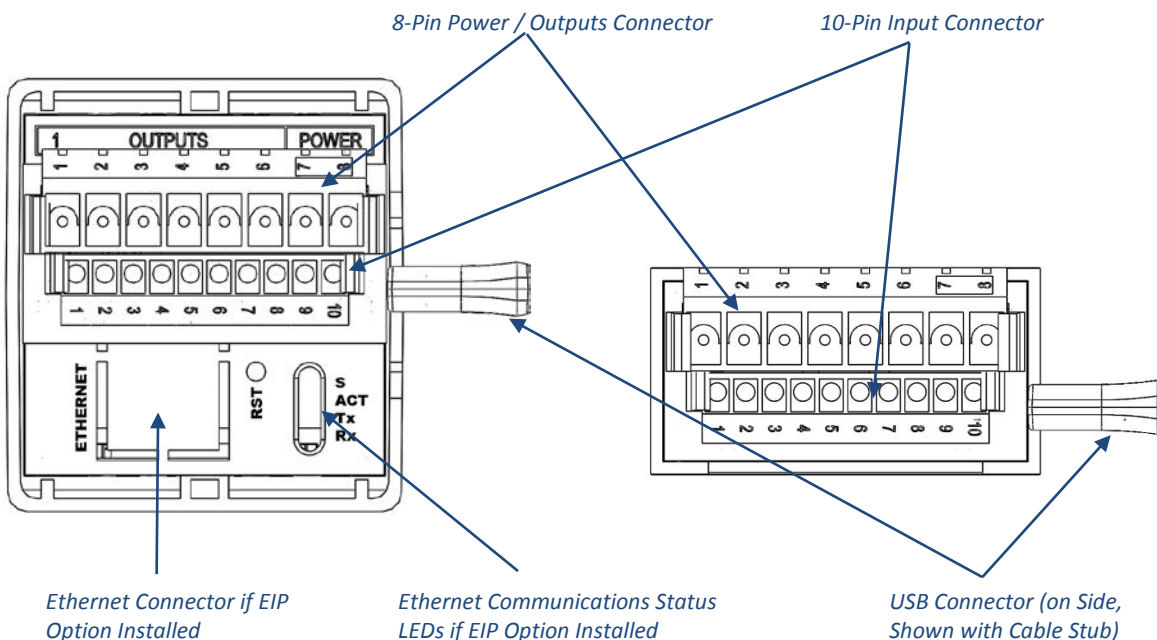 8-Pin Power / Outputs Connector
10-Pin Input Connector
1 OUTPUTS POWER
1 2 3 4 5 6 7 8
1 2 3 4 5 6 7 8 9 10
ETHERNET
RST
S
ACT
Tx
Rx
1 2 3 4 5 6 7 8
1 2 3 4 5 6 7 8 9 10
Ethernet Connector if EIP
Option Installed
Ethernet Communications Status
LEDs if EIP Option Installed
USB Connector (on Side,
Shown with Cable Stub)